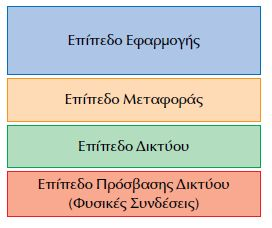 Επίπεδο Εφαρμογής
Επίπεδο Μεταφοράς
Επίπεδο Δικτύου
Επίπεδο Πρόσβασης Δικτύου
(Φυσικές Συνδέσεις)